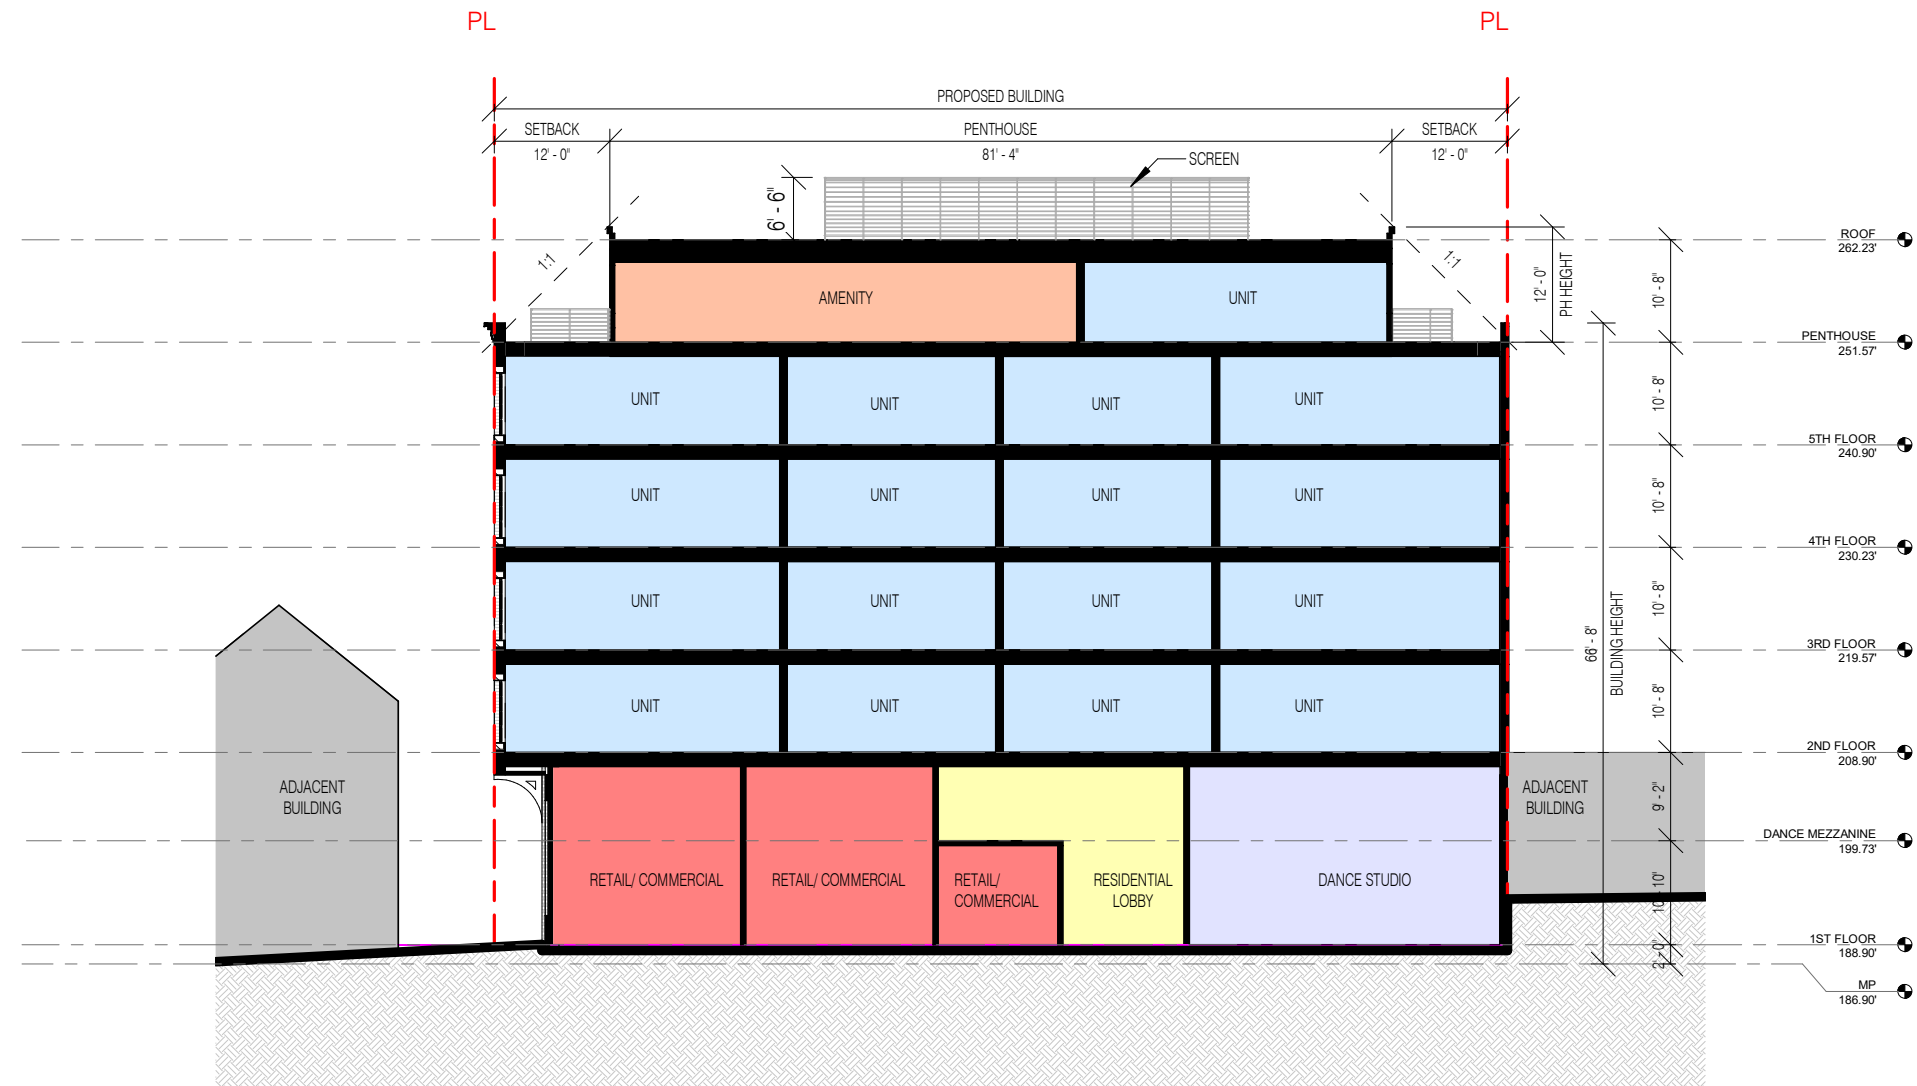 PL
PL
PROPOSED BUILDING
SETBACK
PENTHOUSE
SETBACK
12' - 0"
81' - 4"
12' - 0"
SCREEN
6' - 6"
1:1
1:1
AMENITY
UNIT
12' - 0"
PH HEIGHT
10' - 8"
ROOF
262.23'
PENTHOUSE
251.57'
UNIT
UNIT
UNIT
UNIT
10' - 8"
5TH FLOOR
240.90'
UNIT
UNIT
UNIT
UNIT
10' - 8"
4TH FLOOR
230.23'
UNIT
UNIT
UNIT
UNIT
10' - 8"
66' - 8"
BUILDING HEIGHT
3RD FLOOR
219.57'
UNIT
UNIT
UNIT
UNIT
10' - 8"
2ND FLOOR
208.90'
ADJACENT
BUILDING
ADJACENT
BUILDING
9' - 2"
DANCE MEZZANINE
199.73'
RETAIL/ COMMERCIAL
RETAIL/ COMMERCIAL
RETAIL/
COMMERCIAL
RESIDENTIAL
LOBBY
DANCE STUDIO
10' - 10"
1ST FLOOR
188.90'
2' - 0"
MP
186.90'